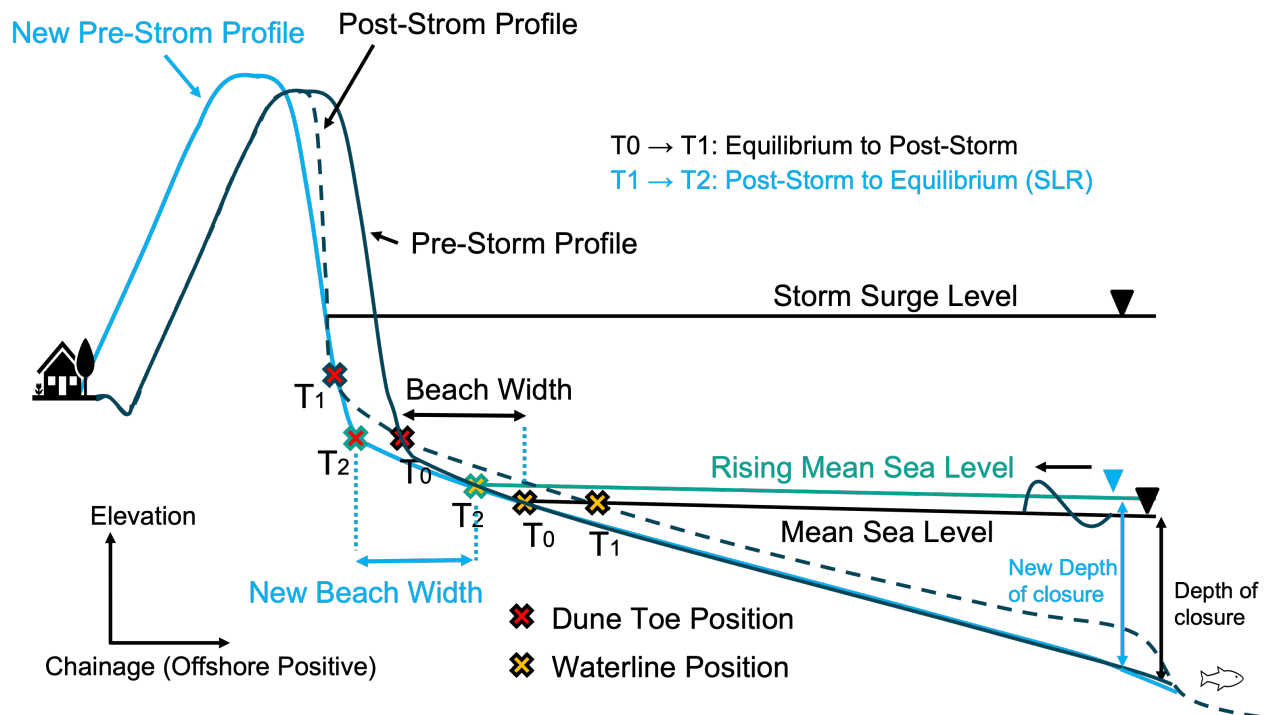 New Pre-Strom Profile
Post-Strom Profile
T0 → T1: Equilibrium to Post-Storm
T1 → T2: Post-Storm to Equilibrium (SLR)
Pre-Storm Profile
Storm Surge Level
T1
Beach Width
T2
T0
Rising Mean Sea Level
T2
T0
T1
Mean Sea Level
Elevation
New Depth
of closure
Depth of
closure
New Beach Width
Dune Toe Position
Chainage (Offshore Positive)
Waterline Position